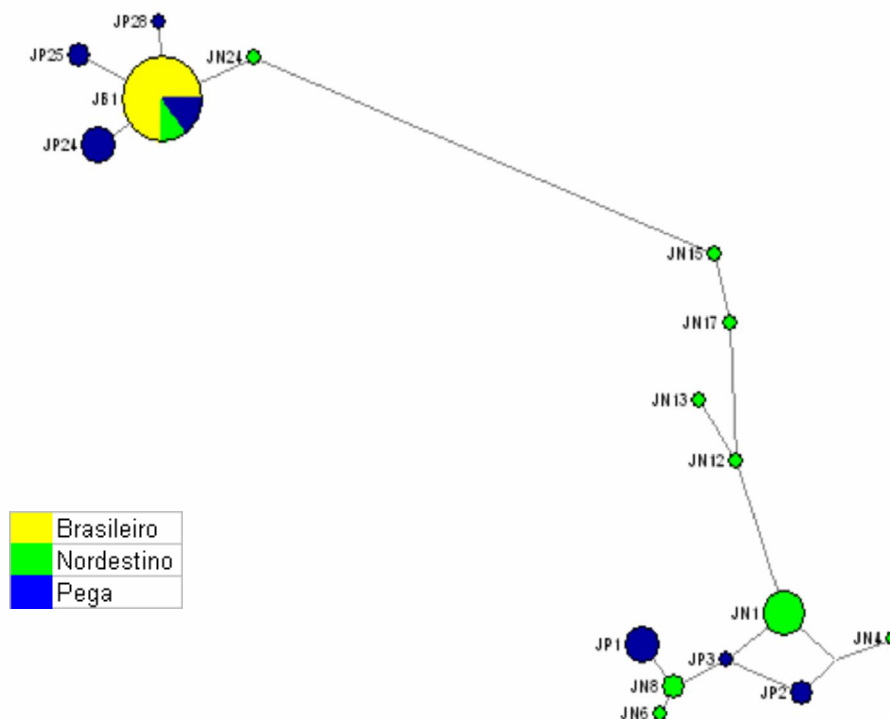 JP28
JP25
JN24
JB1
JP24
JN15
JN17
JN13
JN12
Brasileiro
Nordestino
Pega
JN1
JP1
JP3
JN4
JN8
JP2
JN6